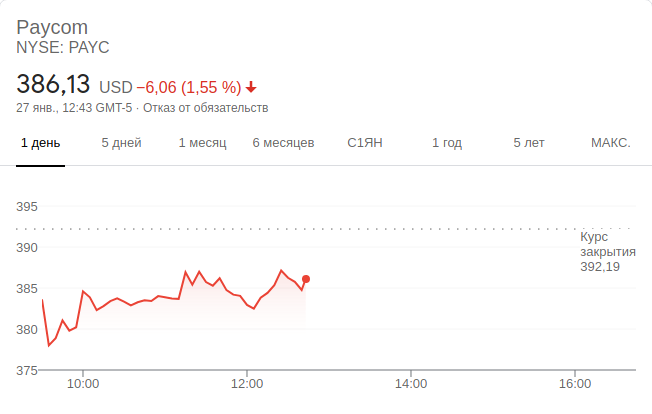 Paycom
NYSE: PAYC
386,13 USD −6,06 (1,55 %)
27 янв., 12:43 GMT-5 · Отказ от обязательств
1 день 5 дней 1 месяц 6 месяцев С1ЯН 1 год 5 лет МАКС.
395
390
385
380
375
Курс
закрытия
392,19
10:00 12:00 14:00 16:00